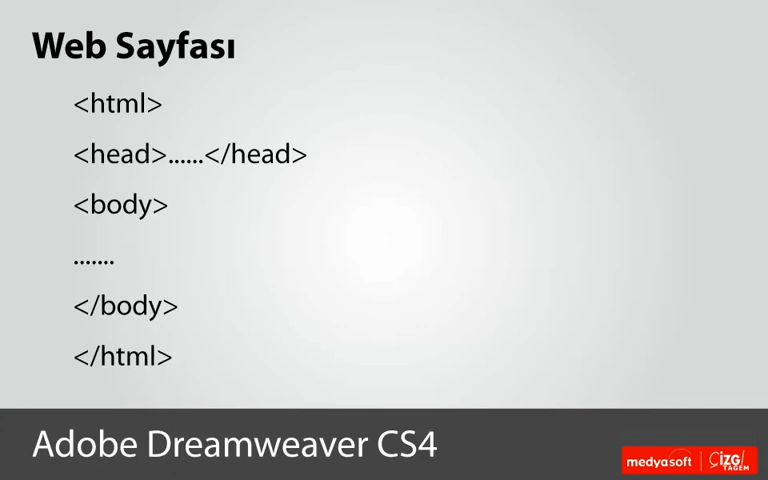 Web Sayfası
<html>
<head>......</head>
<body>
.......
</body>
</html>
Adobe Dreamweaver CS4
medyasoft
ÇİZGİ
TAGEM